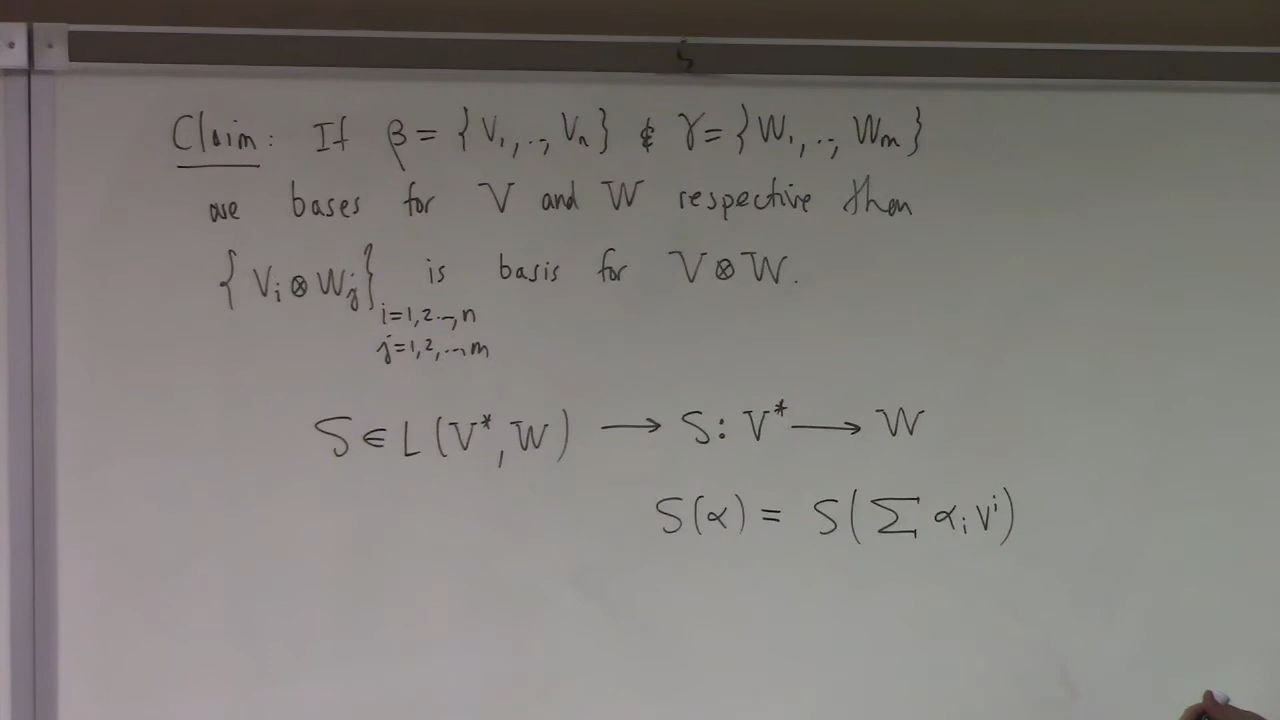 Claim: If β = {V₁,..,Vₙ} & γ = {W₁,..,Wₘ}
are bases for V and W respective then
{Vᵢ ⊗ Wⱼ} is basis for V ⊗ W.
i=1,2..,n
j=1,2,..,m
S ∈ L(V*,W) → S: V* → W
S(α) = S(∑ αᵢ vⁱ)